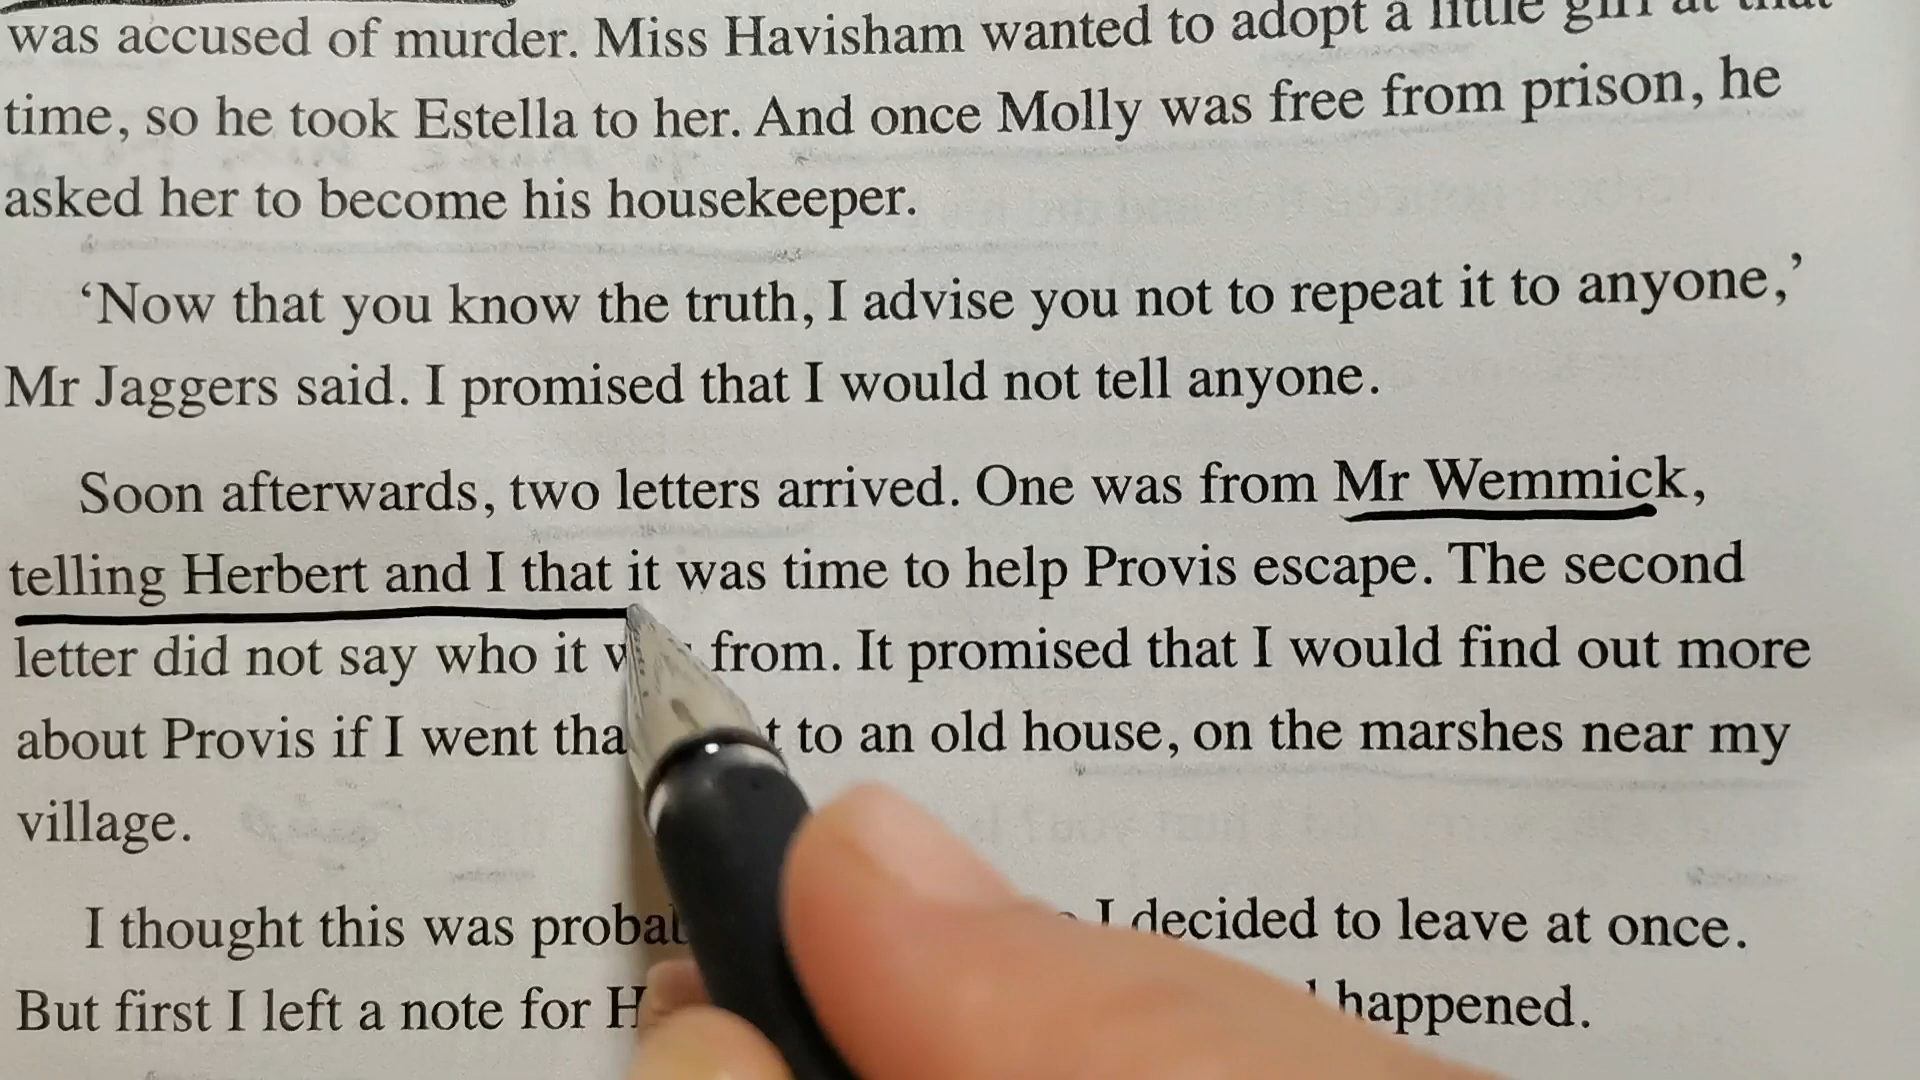 was accused of murder. Miss Havisham wanted to adopt a little girl at that
time, so he took Estella to her. And once Molly was free from prison, he
asked her to become his housekeeper.
‘Now that you know the truth, I advise you not to repeat it to anyone,’
Mr Jaggers said. I promised that I would not tell anyone.
Soon afterwards, two letters arrived. One was from Mr Wemmick,
telling Herbert and I that it was time to help Provis escape. The second
letter did not say who it from. It promised that I would find out more
about Provis if I went to an old house, on the marshes near my
village.
I thought this was I decided to leave at once.
But first I left a note for happened.